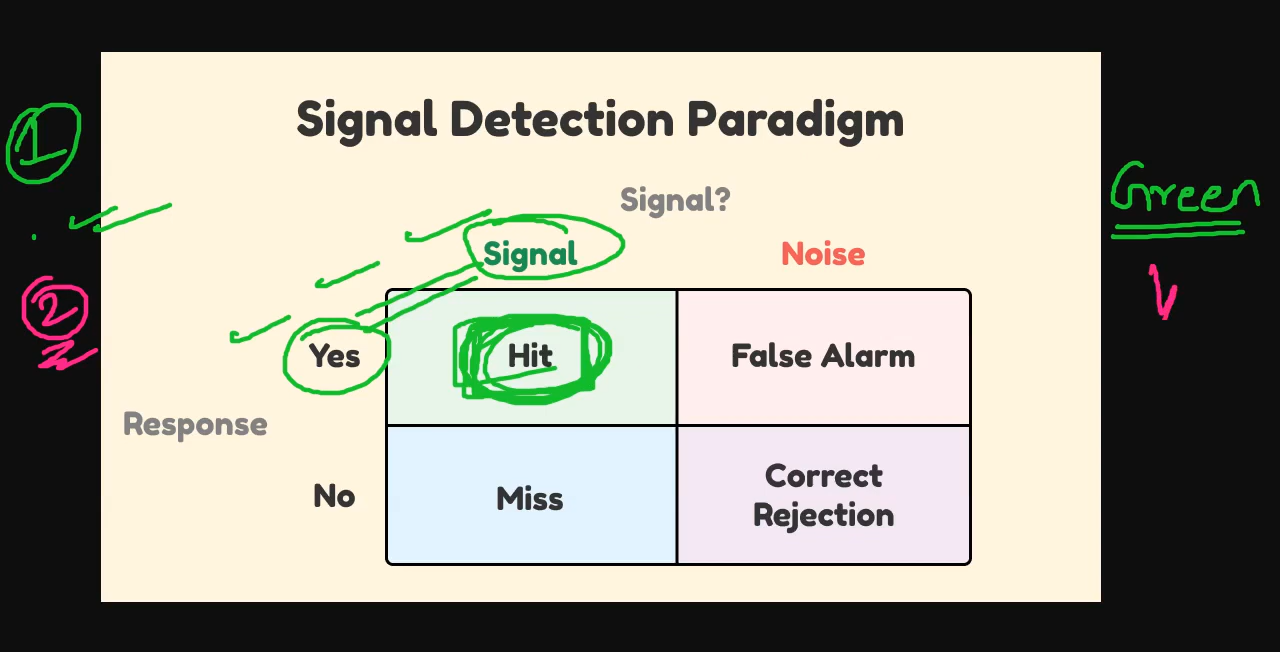 Signal Detection Paradigm
1
Signal?
Green
Signal Noise
2
Yes Hit False Alarm
Response
No Miss Correct
Rejection